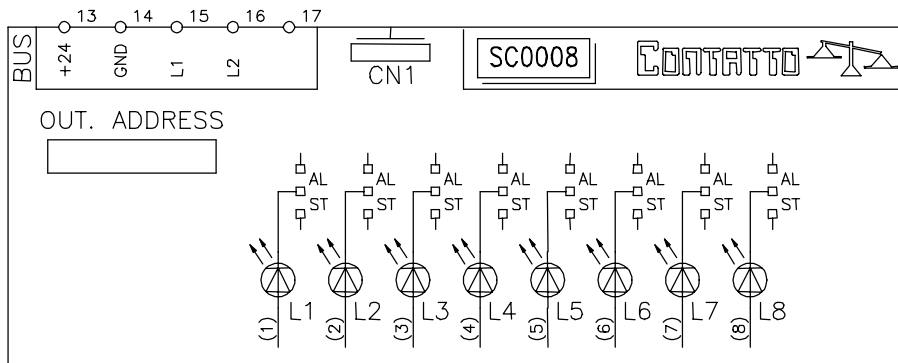 13 14 15 16 17
BUS +24 GND L1 L2
CN1
SC0008
CONTATTO
OUT. ADDRESS
AL AL AL AL AL AL AL AL
ST ST ST ST ST ST ST ST
L1 L2 L3 L4 L5 L6 L7 L8
(1) (2) (3) (4) (5) (6) (7) (8)